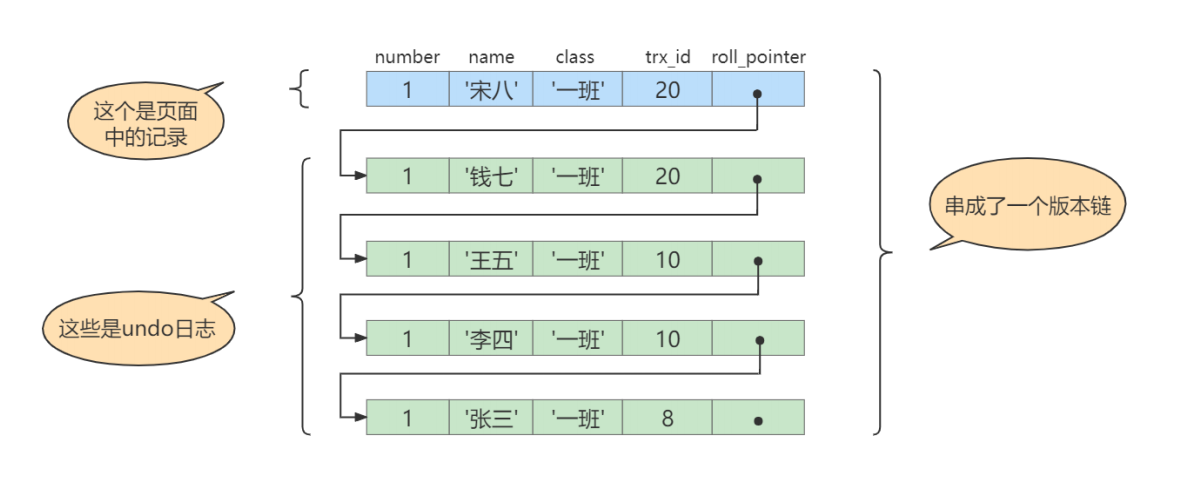 number name class trx_id roll_pointer
1 '宋八' '一班' 20
这个是页面
中的记录
1 '钱七' '一班' 20
串成了一个版本链
1 '王五' '一班' 10
这些是undo日志
1 '李四' '一班' 10
1 '张三' '一班' 8